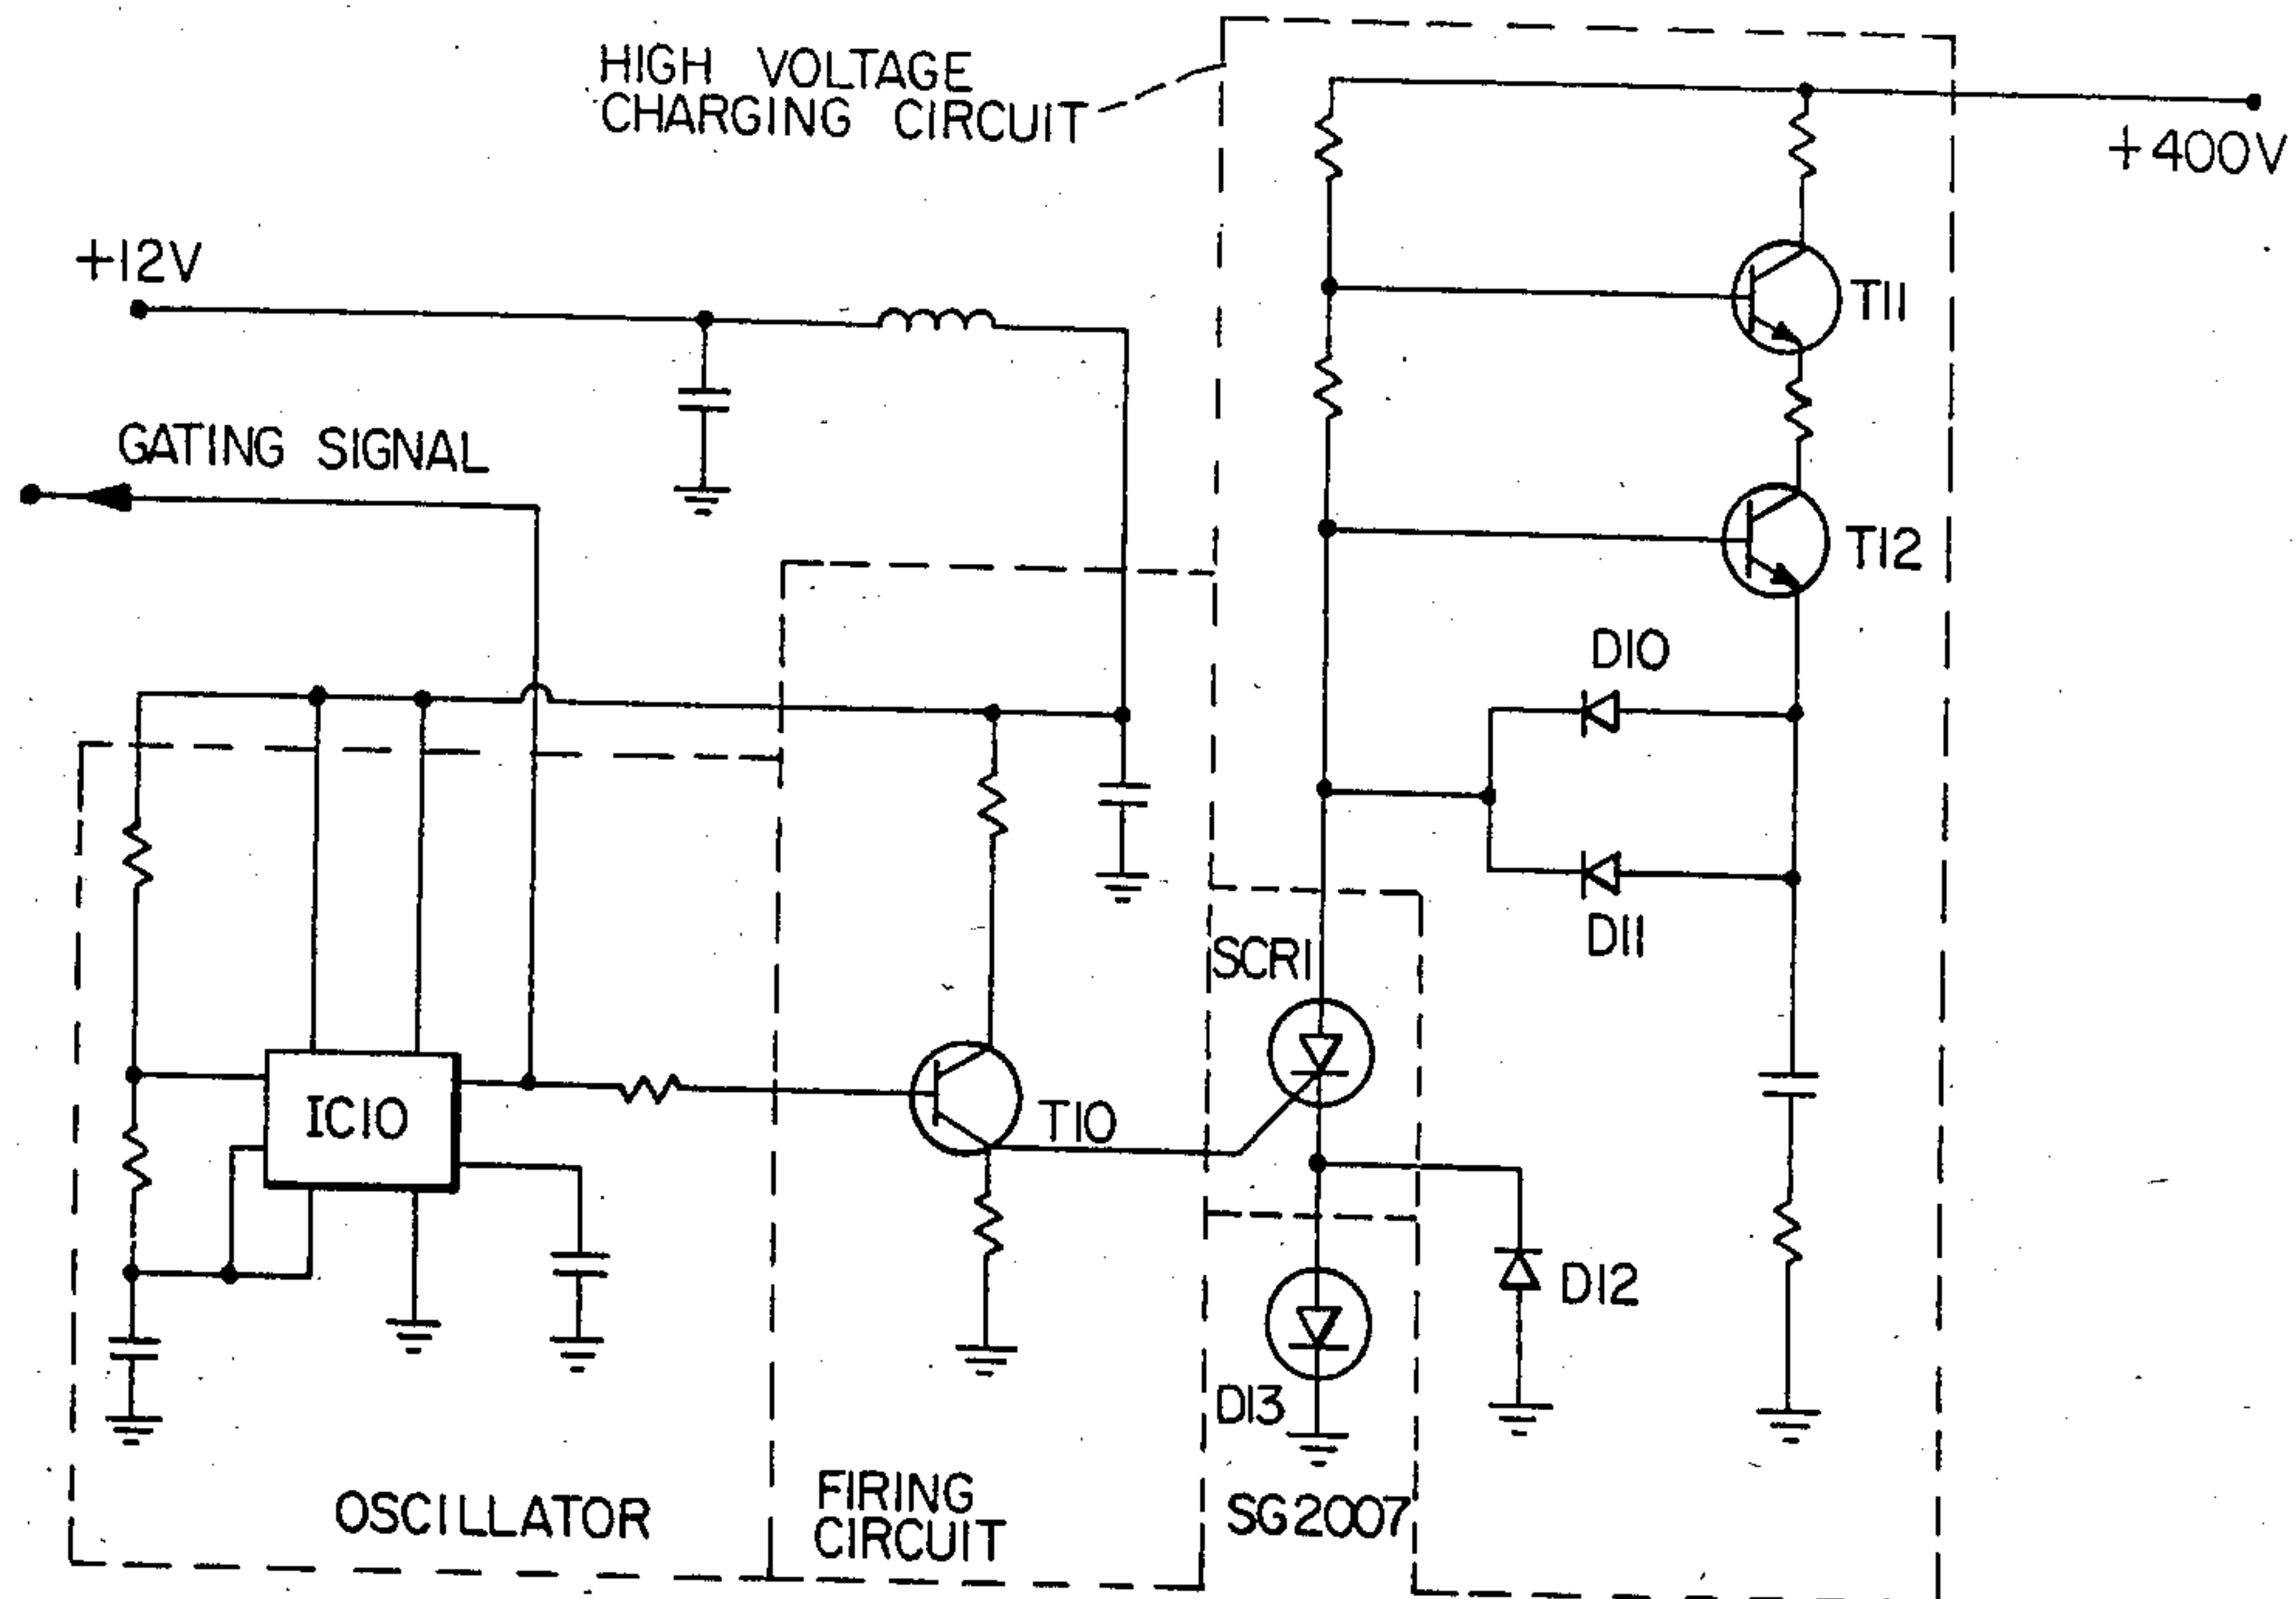 HIGH VOLTAGE
CHARGING CIRCUIT
+400V
+12V
T11
GATING SIGNAL
T12
D10
D11
SCR1
IC10
T10
D12
D13
OSCILLATOR
FIRING
CIRCUIT
SG2007